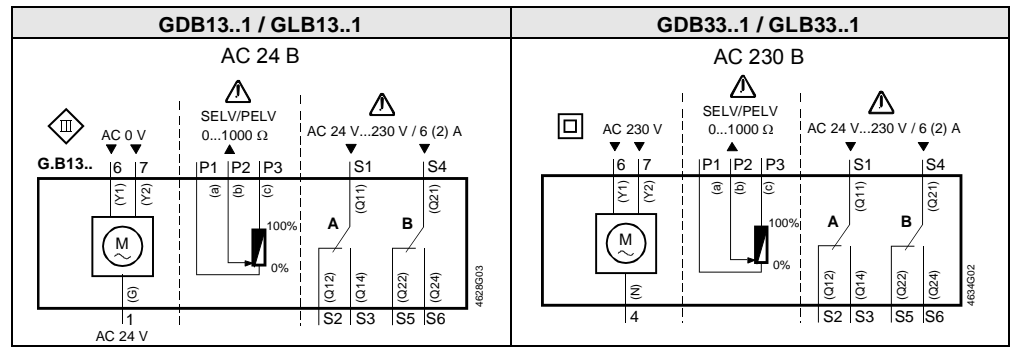 GDB13..1 / GLB13..1
AC 24 В
SELV/PELV
0...1000 Ω
AC 24 V...230 V / 6 (2) A
III
AC 0 V
G.B13..
6 7 P1 P2 P3 S1 S4
(Y1) (Y2) (a) (b) (c) (Q11) (Q21)
A B
100%
M
~
0%
(G) (Q12) (Q14) (Q22) (Q24)
1 S2 S3 S5 S6
AC 24 V
4628G03
GDB33..1 / GLB33..1
AC 230 В
SELV/PELV
0...1000 Ω
AC 24 V...230 V / 6 (2) A
AC 230 V
6 7 P1 P2 P3 S1 S4
(Y1) (Y2) (a) (b) (c) (Q11) (Q21)
A B
100%
M
~
0%
(N) (Q12) (Q14) (Q22) (Q24)
4 S2 S3 S5 S6
4634G02